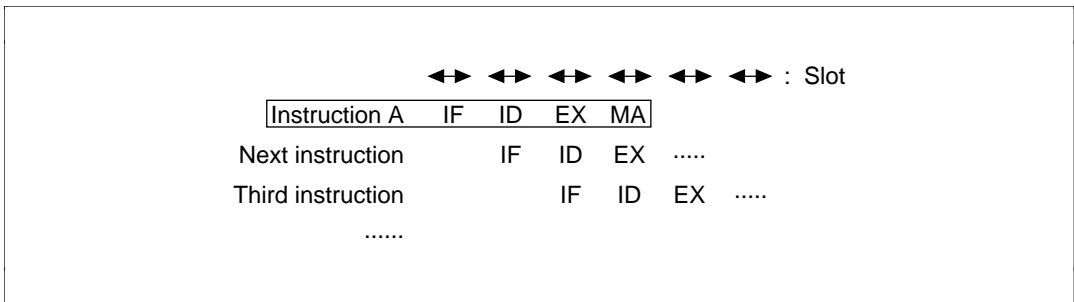 : Slot
Instruction A IF ID EX MA
Next instruction IF ID EX .....
Third instruction IF ID EX .....
......